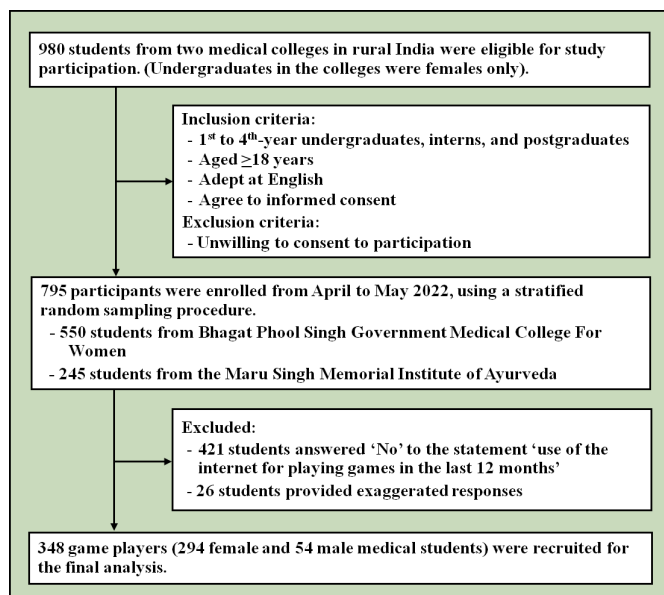 980 students from two medical colleges in rural India were eligible for study
participation. (Undergraduates in the colleges were females only).
Inclusion criteria:
- 1st to 4th-year undergraduates, interns, and postgraduates
- Aged ≥18 years
- Adept at English
- Agree to informed consent
Exclusion criteria:
- Unwilling to consent to participation
795 participants were enrolled from April to May 2022, using a stratified
random sampling procedure.
- 550 students from Bhagat Phool Singh Government Medical College For
Women
- 245 students from the Maru Singh Memorial Institute of Ayurveda
Excluded:
- 421 students answered ‘No’ to the statement ‘use of the
internet for playing games in the last 12 months’
- 26 students provided exaggerated responses
348 game players (294 female and 54 male medical students) were recruited for
the final analysis.